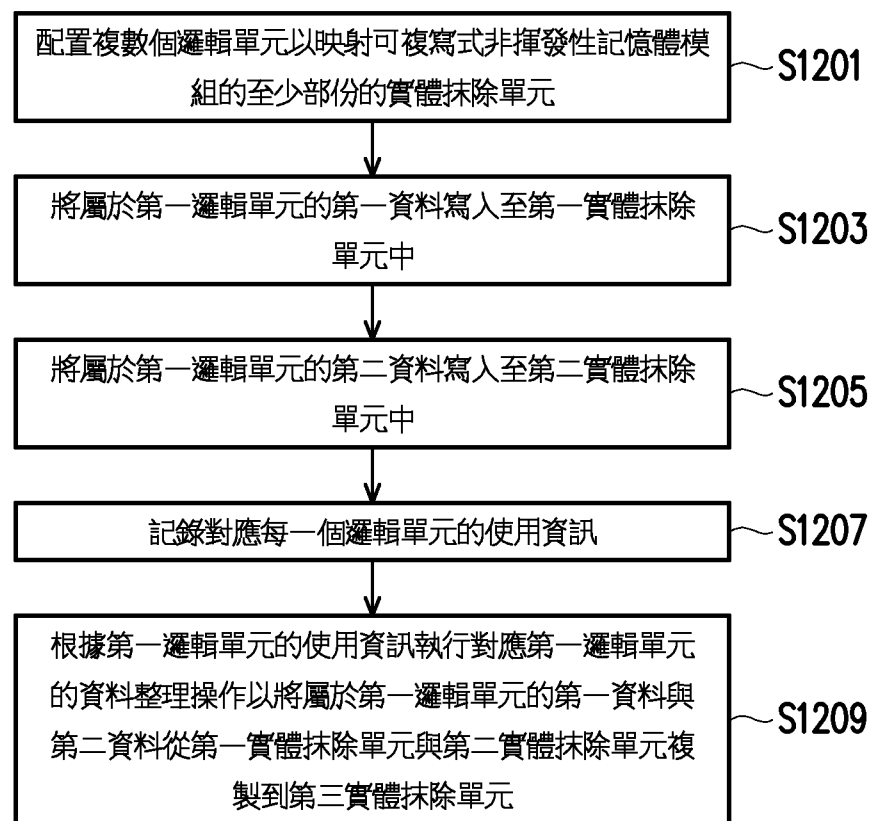 配置複數個邏輯單元以映射可複寫式非揮發性記憶體模
組的至少部份的實體抹除單元
S1201
將屬於第一邏輯單元的第一資料寫入至第一實體抹除
單元中
S1203
將屬於第一邏輯單元的第二資料寫入至第二實體抹除
單元中
S1205
記錄對應每一個邏輯單元的使用資訊
S1207
根據第一邏輯單元的使用資訊執行對應第一邏輯單元
的資料整理操作以將屬於第一邏輯單元的第一資料與
第二資料從第一實體抹除單元與第二實體抹除單元複
製到第三實體抹除單元
S1209